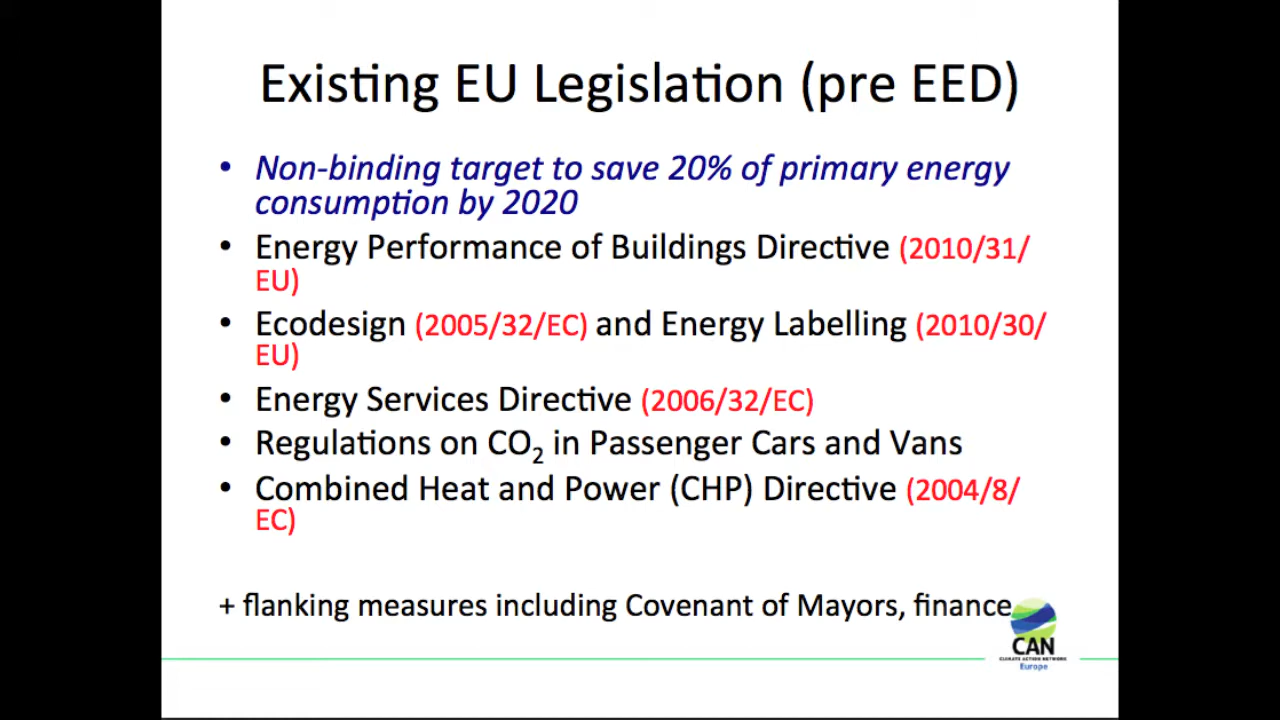 Existing EU Legislation (pre EED)
• Non-binding target to save 20% of primary energy
consumption by 2020
• Energy Performance of Buildings Directive (2010/31/
EU)
• Ecodesign (2005/32/EC) and Energy Labelling (2010/30/
EU)
• Energy Services Directive (2006/32/EC)
• Regulations on CO₂ in Passenger Cars and Vans
• Combined Heat and Power (CHP) Directive (2004/8/
EC)
+ flanking measures including Covenant of Mayors, finance
CAN
CLIMATE ACTION NETWORK
Europe